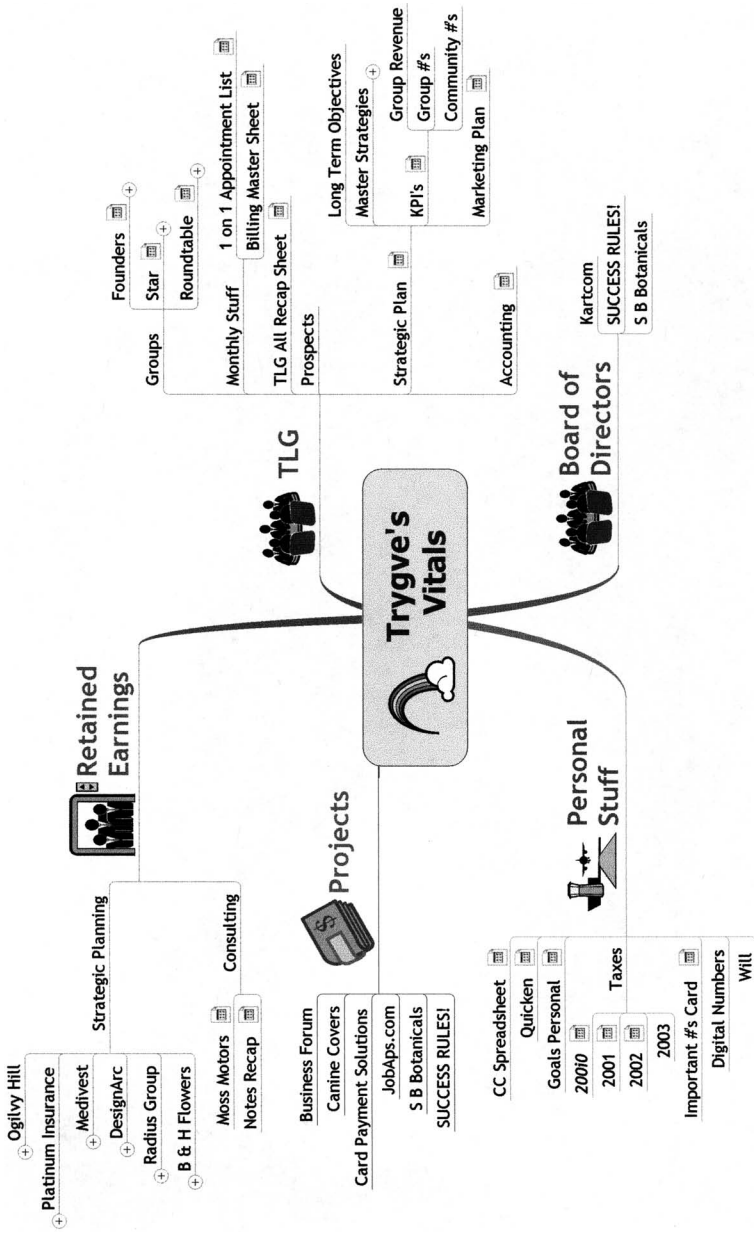 Trygve's
Vitals
Retained
Earnings
Strategic Planning
Ogilvy Hill
Platinum Insurance
Medivest
DesignArc
Radius Group
B & H Flowers
Consulting
Moss Motors
Notes Recap
Projects
Business Forum
Canine Covers
Card Payment Solutions
JobAps.com
S B Botanicals
SUCCESS RULES!
Personal
Stuff
CC Spreadsheet
Quicken
Goals Personal
Taxes
200i0
2001
2002
2003
Important #'s Card
Digital Numbers
Will
TLG
Groups
Founders
Star
Roundtable
Monthly Stuff
1 on 1 Appointment List
Billing Master Sheet
TLG All Recap Sheet
Prospects
Strategic Plan
Long Term Objectives
Master Strategies
KPI's
Group Revenue
Group #'s
Community #'s
Marketing Plan
Accounting
Board of
Directors
Kartcom
SUCCESS RULES!
S B Botanicals